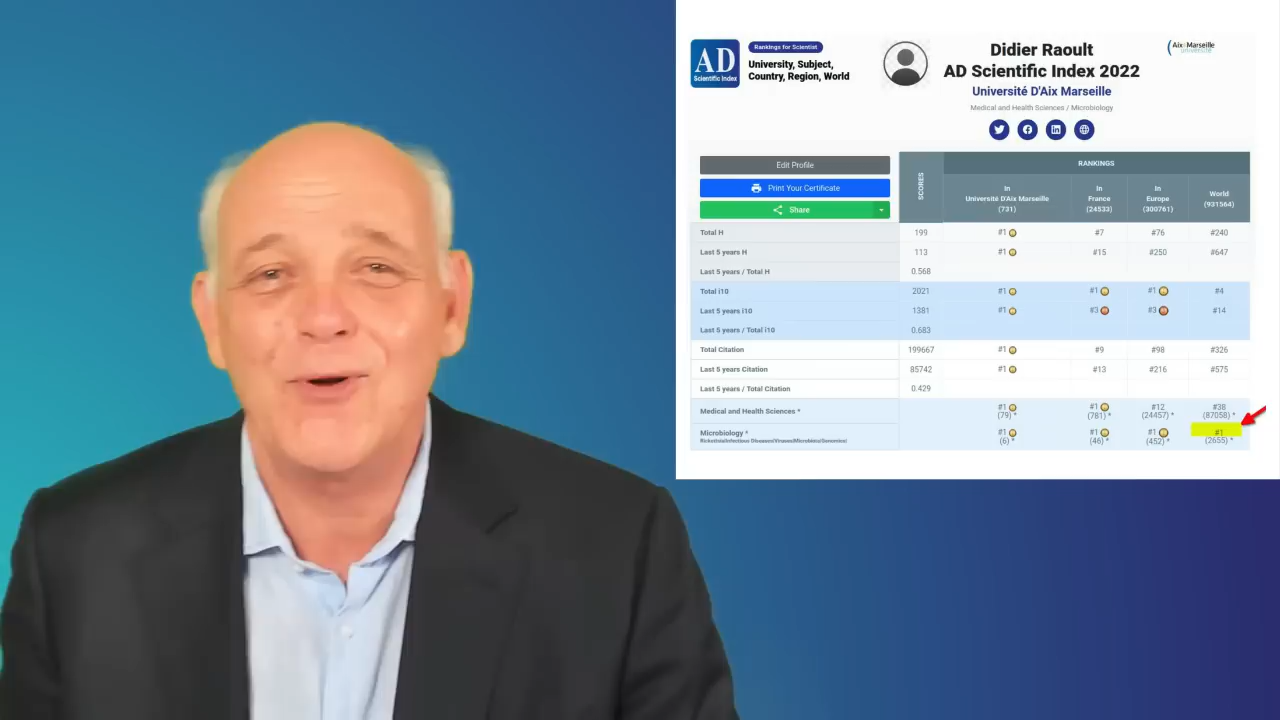 AD
Scientific Index
Rankings for Scientist
University, Subject,
Country, Region, World
Didier Raoult
AD Scientific Index 2022
Université D'Aix Marseille
Medical and Health Sciences / Microbiology
Aix Marseille
université
Edit Profile
Print Your Certificate
Share
SCORES
RANKINGS
In
Université D'Aix Marseille
(731)
In
France
(24533)
In
Europe
(300761)
World
(931564)
Total H 199 #1 #7 #76 #240
Last 5 years H 113 #1 #15 #250 #647
Last 5 years / Total H 0.568
Total i10 2021 #1 #1 #1 #4
Last 5 years i10 1381 #1 #3 #3 #14
Last 5 years / Total i10 0.683
Total Citation 199667 #1 #9 #98 #326
Last 5 years Citation 85742 #1 #13 #216 #575
Last 5 years / Total Citation 0.429
Medical and Health Sciences * #1 #1 #12 #38
(79) * (781) * (24457) * (87058) *
Microbiology * #1 #1 #1 #1
Rickettsia|Infectious Diseases|Viruses|Microbiota|Genomics| (6) * (46) * (452) * (2655) *